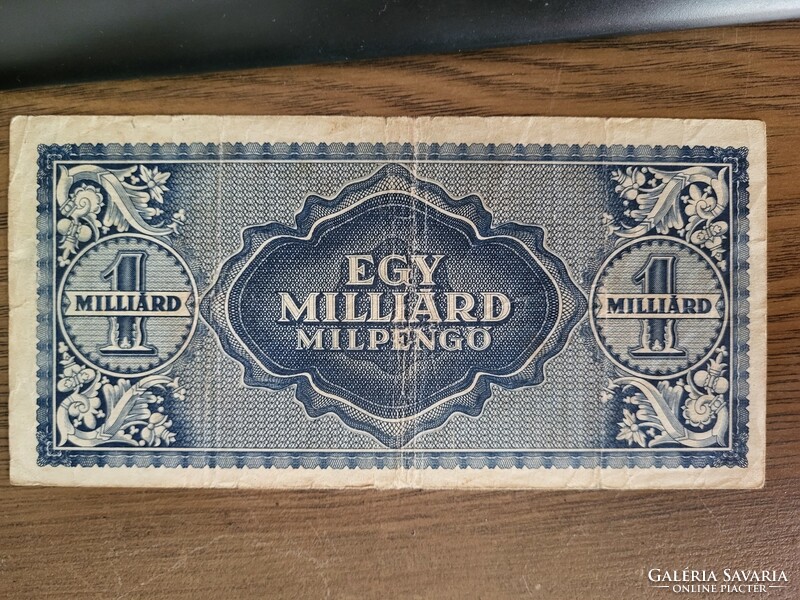 EGY
MILLIÁRD
MILPENGŐ
1
MILLIÁRD
1
MILLIÁRD
GALÉRIA SAVARIA
ONLINE PIACTÉR